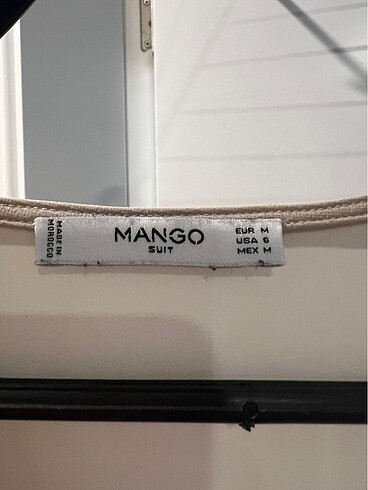 MADE IN
MOROCCO
MANGO
SUIT
EUR M
USA 6
MEX M